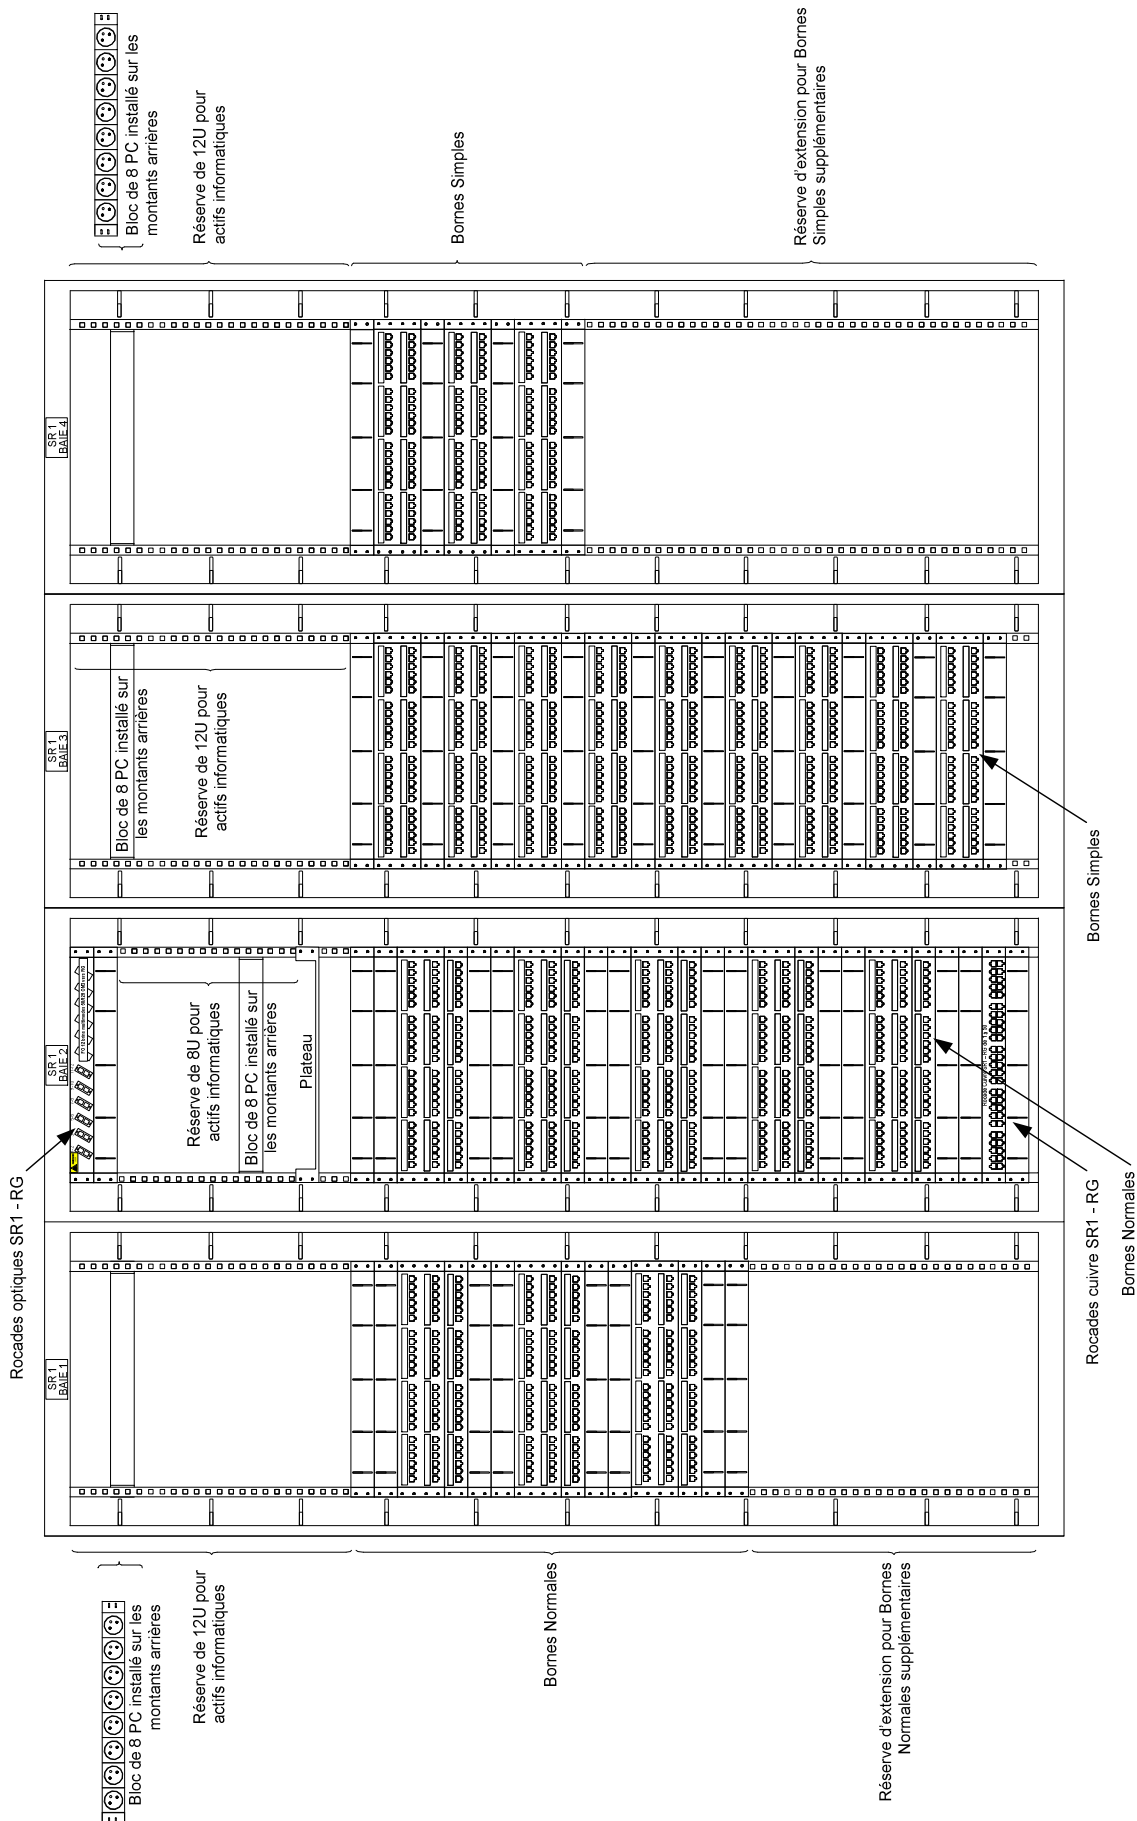 Rocades optiques SR1 - RG
SR 1
BAIE 1
SR 1
BAIE 2
SR 1
BAIE 3
SR 1
BAIE 4
Bloc de 8 PC installé sur les
montants arrières
Réserve de 12U pour
actifs informatiques
Bornes Normales
Réserve d'extension pour Bornes
Normales supplémentaires
Réserve de 8U pour
actifs informatiques
Bloc de 8 PC installé sur
les montants arrières
Plateau
Rocades cuivre SR1 - RG
Bornes Normales
Bloc de 8 PC installé sur
les montants arrières
Réserve de 12U pour
actifs informatiques
Bornes Simples
Bloc de 8 PC installé sur les
montants arrières
Réserve de 12U pour
actifs informatiques
Bornes Simples
Réserve d'extension pour Bornes
Simples supplémentaires